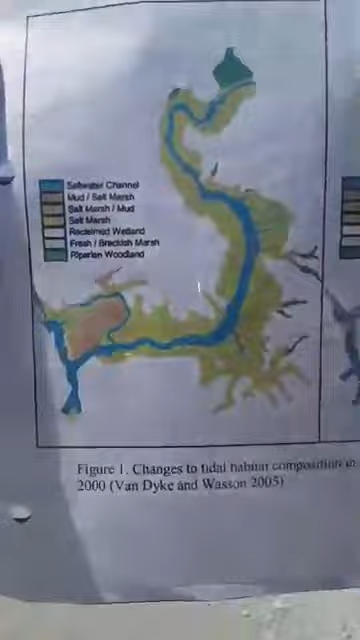 Saltwater Channel
Mud / Salt Marsh
Salt Marsh / Mud
Salt Marsh
Reclaimed Wetland
Fresh / Brackish Marsh
Riparian Woodland
Figure 1. Changes to tidal habitat composition in
2000 (Van Dyke and Wasson 2005)